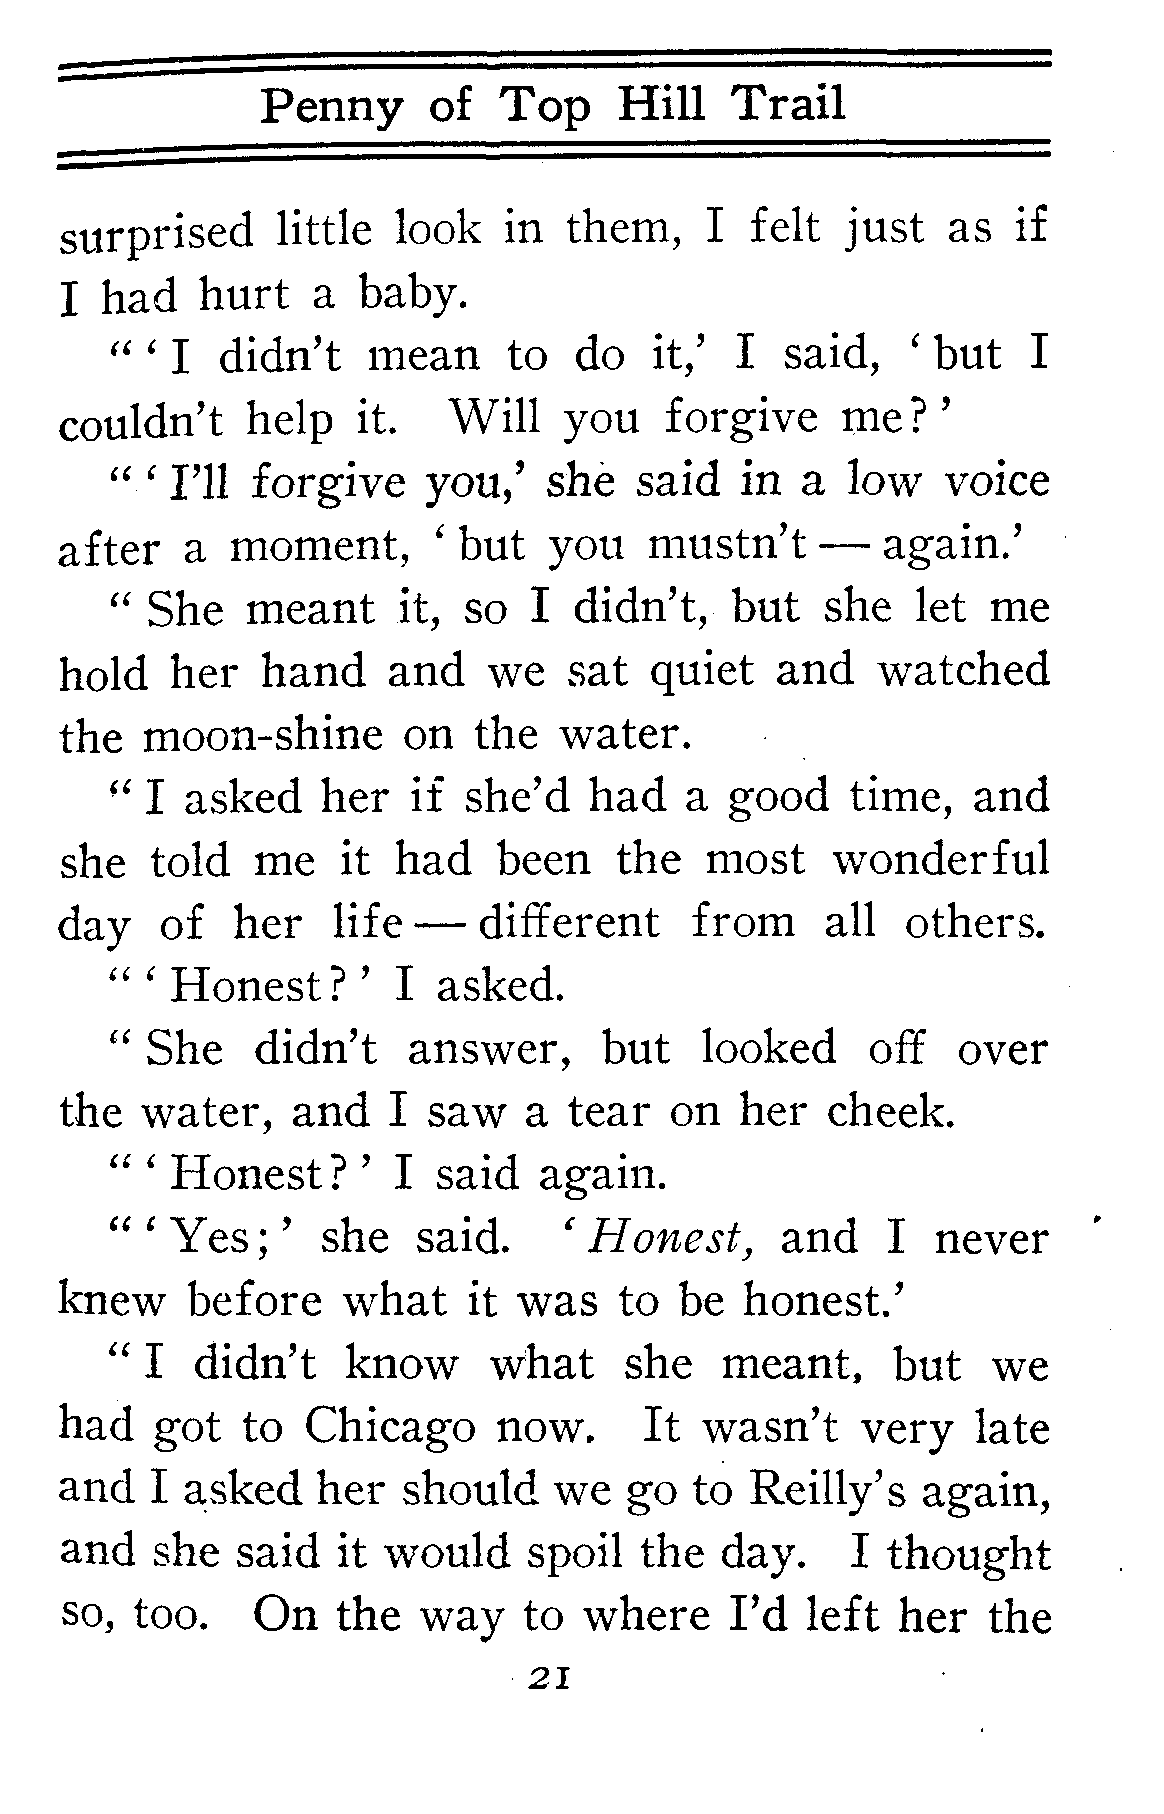 Penny of Top Hill Trail
surprised little look in them, I felt just as if
I had hurt a baby.
“ ‘ I didn’t mean to do it,’ I said, ‘ but I
couldn’t help it. Will you forgive me? ’
“ ‘ I’ll forgive you,’ she said in a low voice
after a moment, ‘ but you mustn’t — again.’
“ She meant it, so I didn’t, but she let me
hold her hand and we sat quiet and watched
the moon-shine on the water.
“ I asked her if she’d had a good time, and
she told me it had been the most wonderful
day of her life — different from all others.
“ ‘ Honest? ’ I asked.
“ She didn’t answer, but looked off over
the water, and I saw a tear on her cheek.
“ ‘ Honest? ’ I said again.
“ ‘ Yes; ’ she said. ‘ Honest, and I never
knew before what it was to be honest.’
“ I didn’t know what she meant, but we
had got to Chicago now. It wasn’t very late
and I asked her should we go to Reilly’s again,
and she said it would spoil the day. I thought
so, too. On the way to where I’d left her the
21